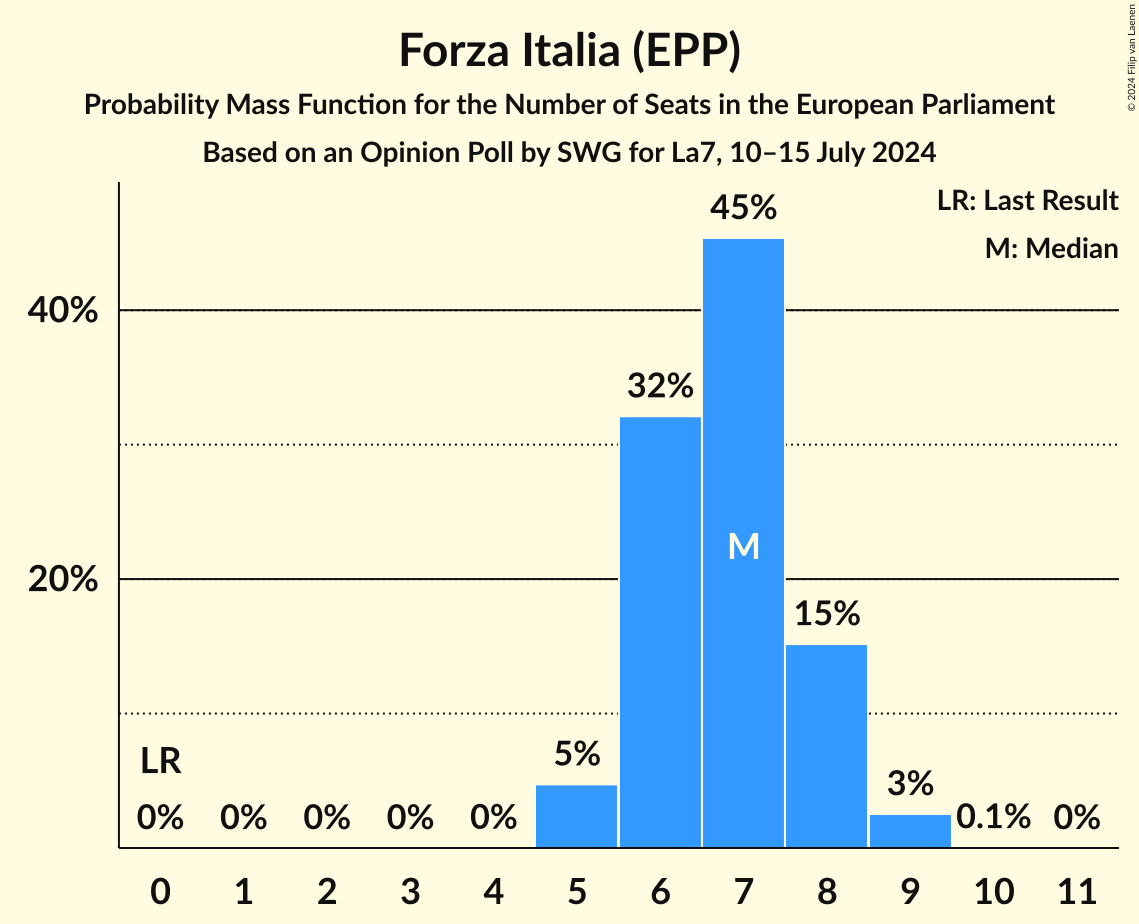 Forza Italia (EPP)
Probability Mass Function for the Number of Seats in the European Parliament
Based on an Opinion Poll by SWG for La7, 10–15 July 2024
© 2024 Filip van Laenen
LR: Last Result
M: Median
45%
40%
32%
M
20%
15%
LR
5%
3%
0% 0% 0% 0% 0% 0.1% 0%
0 1 2 3 4 5 6 7 8 9 10 11